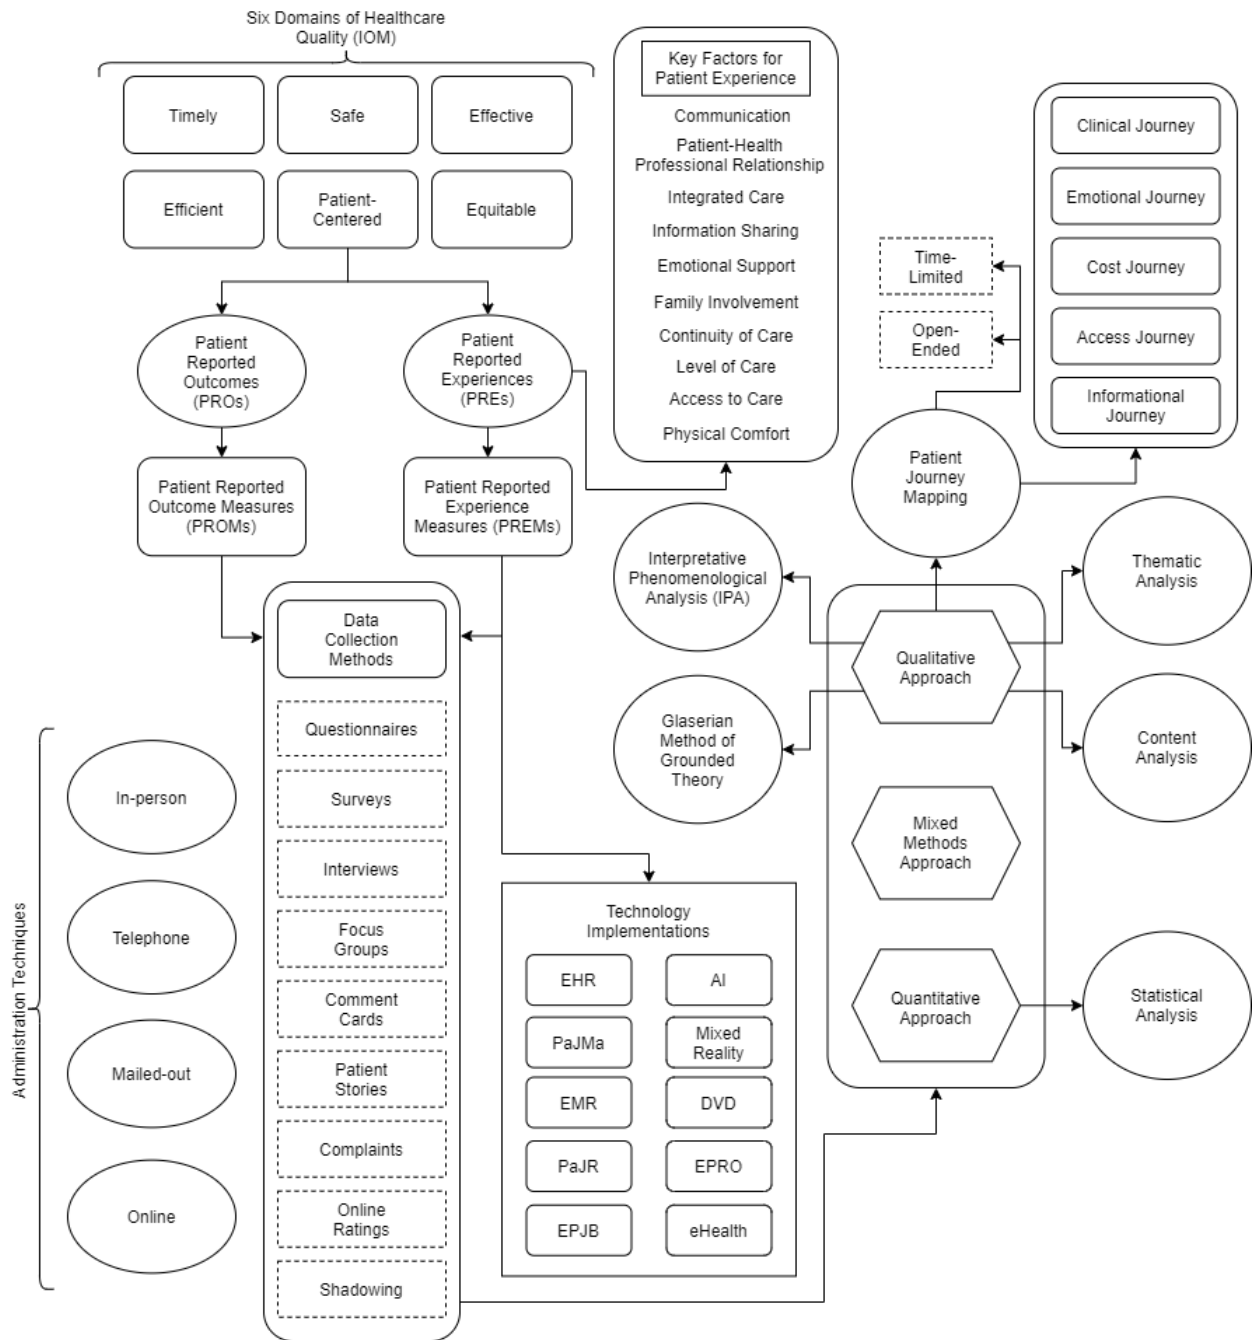 Six Domains of Healthcare
Quality (IOM)
Timely
Safe
Effective
Efficient
Patient-
Centered
Equitable
Patient
Reported
Outcomes
(PROs)
Patient
Reported
Experiences
(PREs)
Patient Reported
Outcome Measures
(PROMs)
Patient Reported
Experience
Measures (PREMs)
Key Factors for
Patient Experience
Communication
Patient-Health
Professional Relationship
Integrated Care
Information Sharing
Emotional Support
Family Involvement
Continuity of Care
Level of Care
Access to Care
Physical Comfort
Time-
Limited
Open-
Ended
Clinical Journey
Emotional Journey
Cost Journey
Access Journey
Informational
Journey
Patient
Journey
Mapping
Interpretative
Phenomenological
Analysis (IPA)
Thematic
Analysis
Qualitative
Approach
Glaserian
Method of
Grounded
Theory
Content
Analysis
Mixed
Methods
Approach
Quantitative
Approach
Statistical
Analysis
Data
Collection
Methods
Questionnaires
Surveys
Interviews
Focus
Groups
Comment
Cards
Patient
Stories
Complaints
Online
Ratings
Shadowing
Administration Techniques
In-person
Telephone
Mailed-out
Online
Technology
Implementations
EHR
AI
PaJMa
Mixed
Reality
EMR
DVD
PaJR
EPRO
EPJB
eHealth